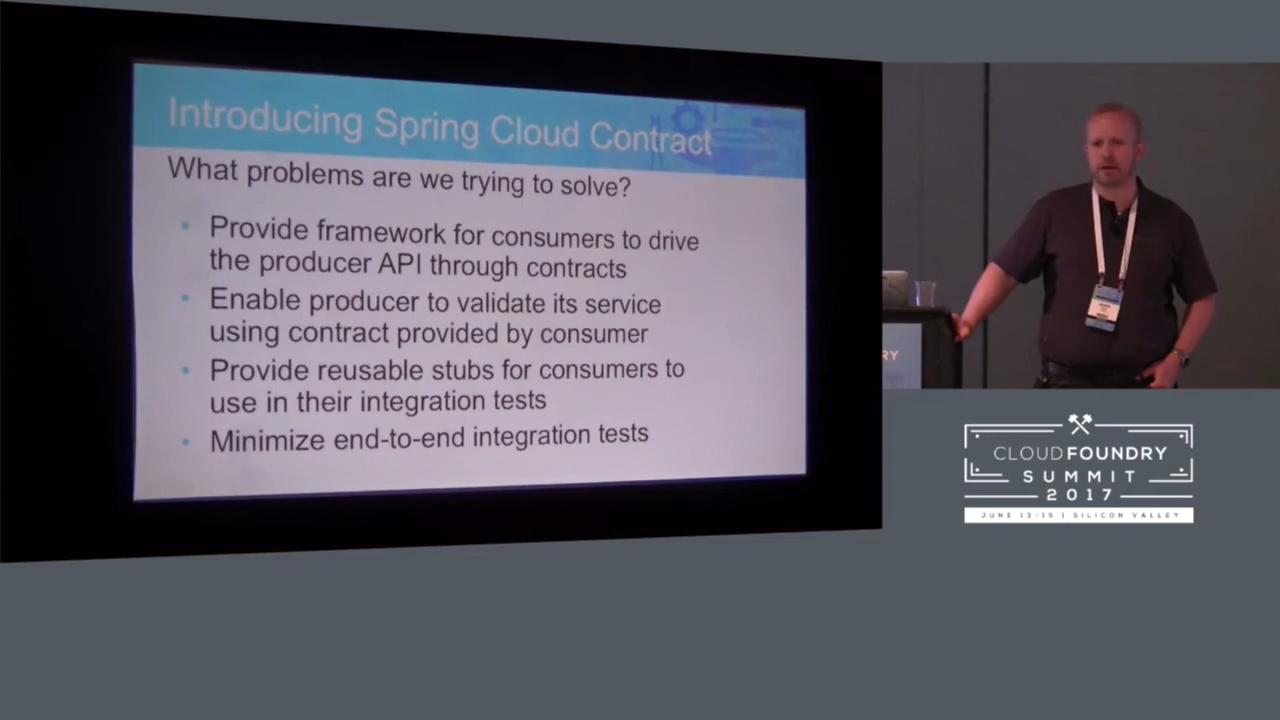 Introducing Spring Cloud Contract
What problems are we trying to solve?
Provide framework for consumers to drive
the producer API through contracts
Enable producer to validate its service
using contract provided by consumer
Provide reusable stubs for consumers to
use in their integration tests
Minimize end-to-end integration tests
RY
CLOUDFOUNDRY
SUMMIT
2017
JUNE 13-15 | SILICON VALLEY